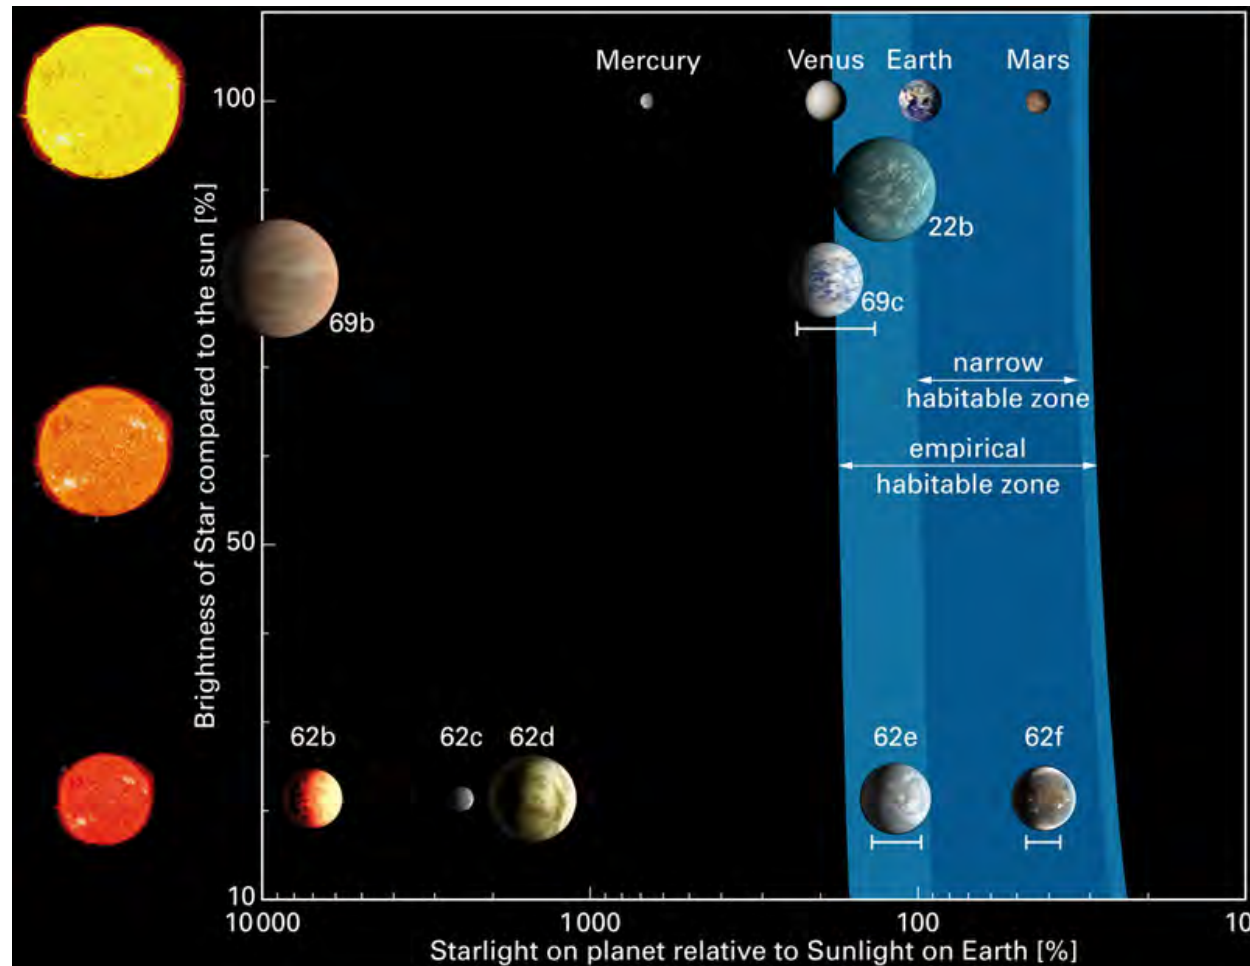 Mercury
Venus
Earth
Mars
100
22b
69b
69c
narrow
habitable zone
empirical
habitable zone
Brightness of Star compared to the sun [%]
50
62b
62c
62d
62e
62f
10
10000
1000
100
10
Starlight on planet relative to Sunlight on Earth [%]